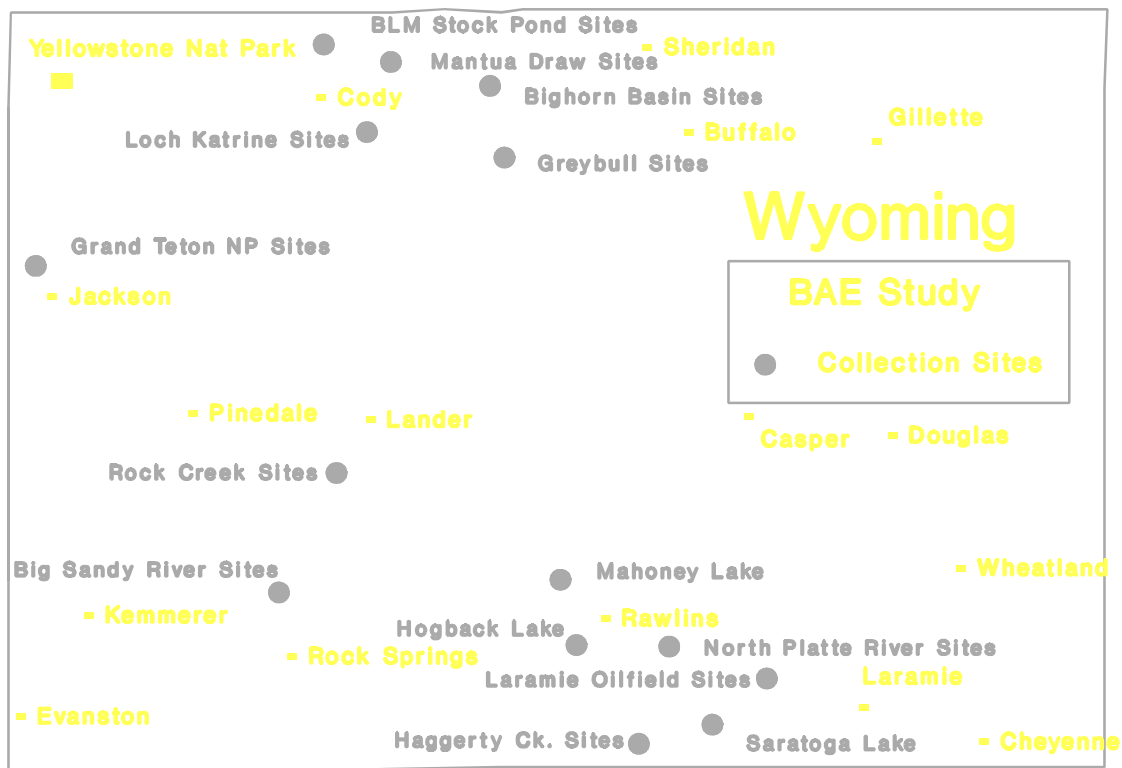 BLM Stock Pond Sites
Yellowstone Nat Park
Sheridan
Mantua Draw Sites
Cody
Bighorn Basin Sites
Gillette
Buffalo
Loch Katrine Sites
Greybull Sites
Wyoming
Grand Teton NP Sites
Jackson
BAE Study
Collection Sites
Pinedale
Lander
Casper
Douglas
Rock Creek Sites
Big Sandy River Sites
Mahoney Lake
Wheatland
Kemmerer
Rawlins
Hogback Lake
North Platte River Sites
Rock Springs
Laramie
Laramie Oilfield Sites
Evanston
Haggerty Ck. Sites
Saratoga Lake
Cheyenne